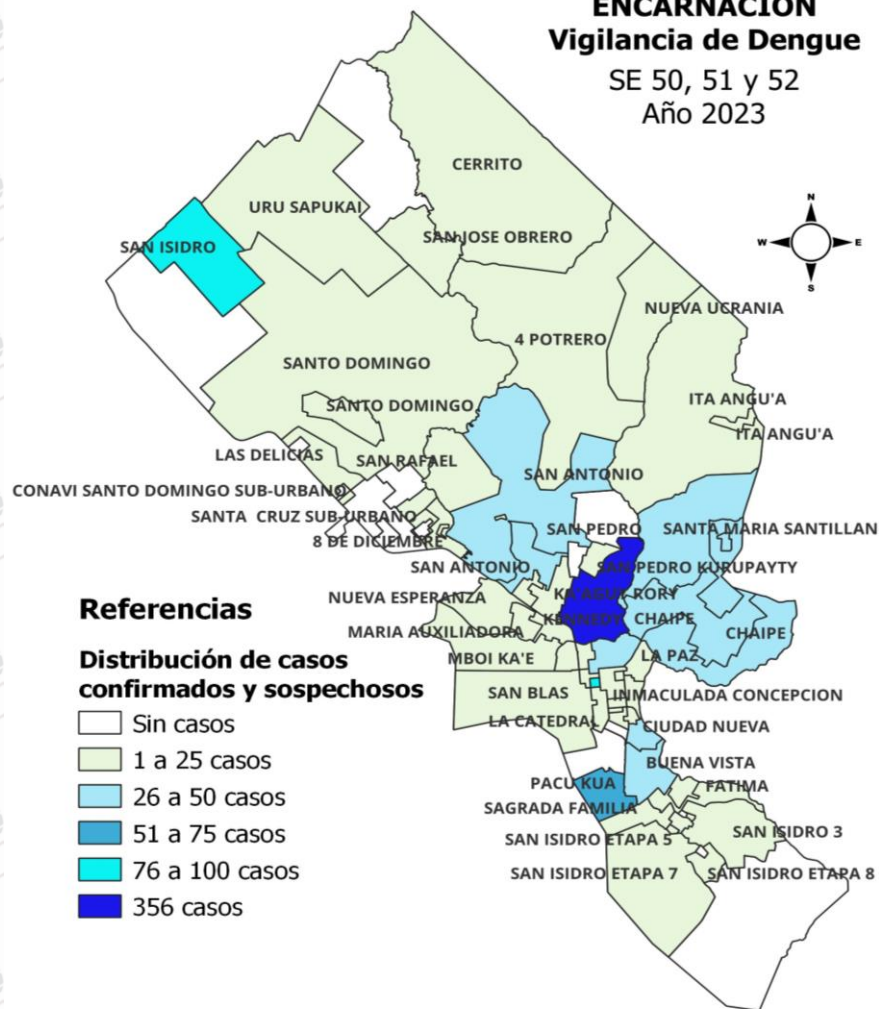 ENCARNACIÓN
Vigilancia de Dengue
SE 50, 51 y 52
Año 2023
CERRITO
N
W
E
S
URU SAPUKAI
SAN JOSE OBRERO
SAN ISIDRO
NUEVA UCRANIA
4 POTRERO
SANTO DOMINGO
ITA ANGU'A
SANTO DOMINGO
ITA ANGU'A
LAS DELICIAS
SAN RAFAEL
SAN ANTONIO
CONAVI SANTO DOMINGO SUB-URBANO
SANTA CRUZ SUB-URBANO
SAN PEDRO
SANTA MARIA SANTILLAN
8 DE DICIEMBRE
SAN ANTONIO
SAN PEDRO KURUPAYTY
NUEVA ESPERANZA
KA'AGUY RORY
KENNEDY
CHAIPE
CHAIPE
MARIA AUXILIADORA
MBOI KA'E
LA PAZ
SAN BLAS
INMACULADA CONCEPCION
LA CATEDRAL
CIUDAD NUEVA
BUENA VISTA
PACU KUA
FATIMA
SAGRADA FAMILIA
SAN ISIDRO 3
SAN ISIDRO ETAPA 5
SAN ISIDRO ETAPA 7
SAN ISIDRO ETAPA 8
Referencias
Distribución de casos
confirmados y sospechosos
Sin casos
1 a 25 casos
26 a 50 casos
51 a 75 casos
76 a 100 casos
356 casos